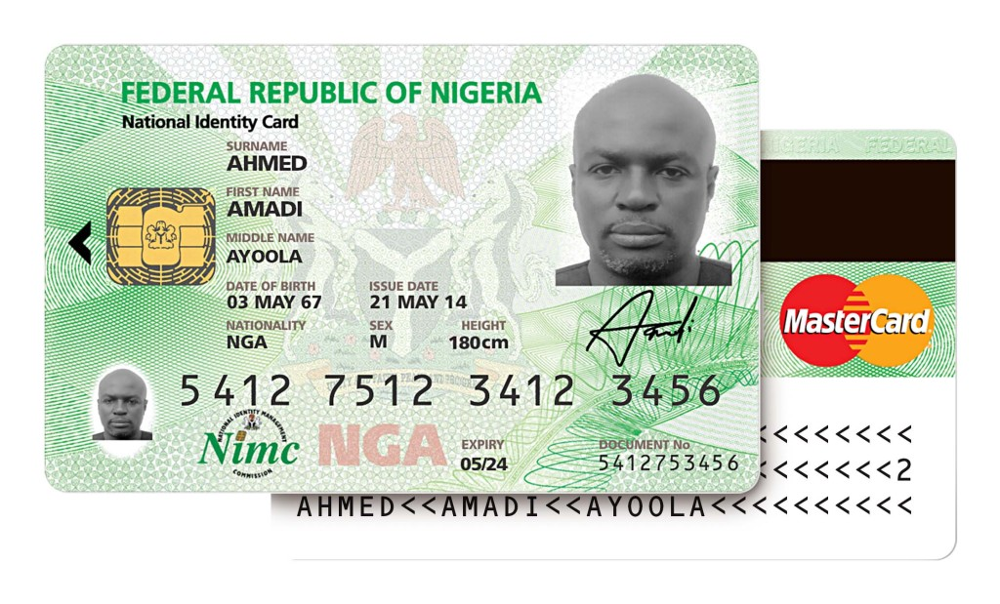 FEDERAL REPUBLIC OF NIGERIA
National Identity Card
SURNAME
AHMED
FIRST NAME
AMADI
MIDDLE NAME
AYOOLA
DATE OF BIRTH ISSUE DATE
03 MAY 67 21 MAY 14
NATIONALITY SEX HEIGHT
NGA M 180cm
Amadi
5412 7512 3412 3456
NATIONAL IDENTITY MANAGEMENT
Nimc
COMMISSION
NGA
EXPIRY
05/24
DOCUMENT No
5412753456
NIGERIA FEDERAL
MasterCard
<<<<<<<<
<<<<<<<2
AHMED<<AMADI<<AYOOLA<<<<<<<<<<